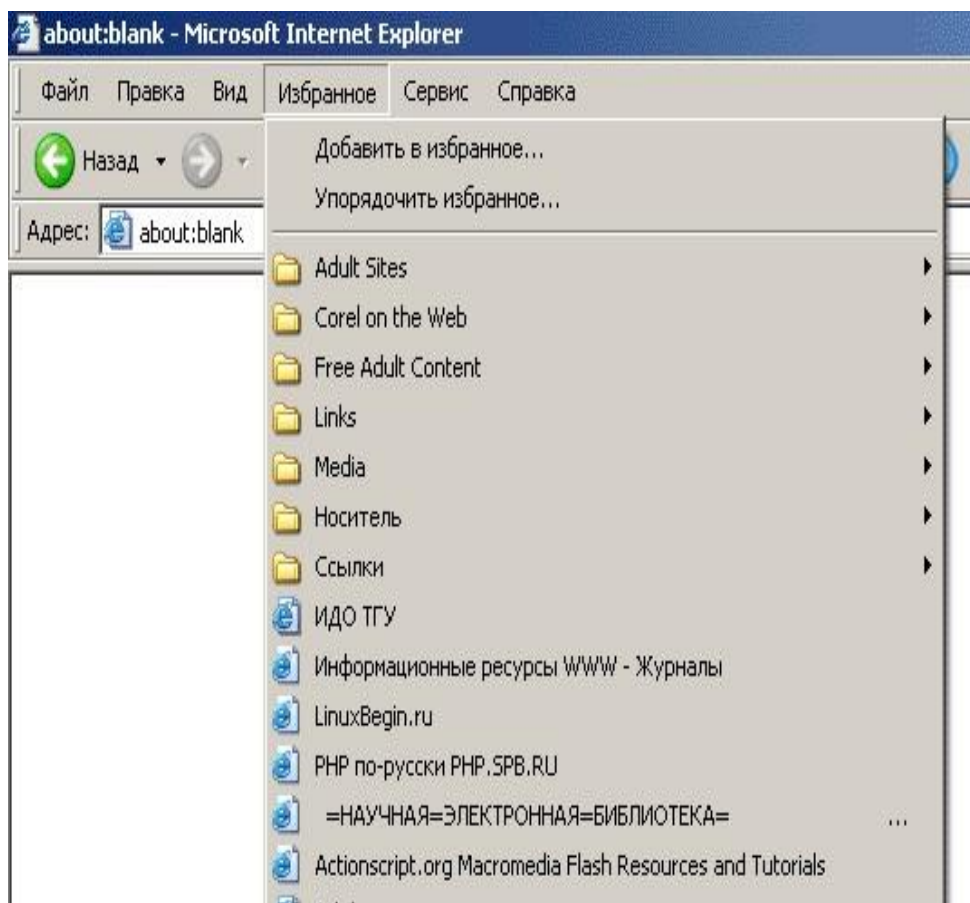 about:blank - Microsoft Internet Explorer
Файл Правка Вид Избранное Сервис Справка
Назад
Адрес: about:blank
Добавить в избранное...
Упорядочить избранное...
Adult Sites
Corel on the Web
Free Adult Content
Links
Media
Носитель
Ссылки
ИДО ТГУ
Информационные ресурсы WWW - Журналы
LinuxBegin.ru
PHP по-русски PHP.SPB.RU
=НАУЧНАЯ=ЭЛЕКТРОННАЯ=БИБЛИОТЕКА= ...
Actionscript.org Macromedia Flash Resources and Tutorials